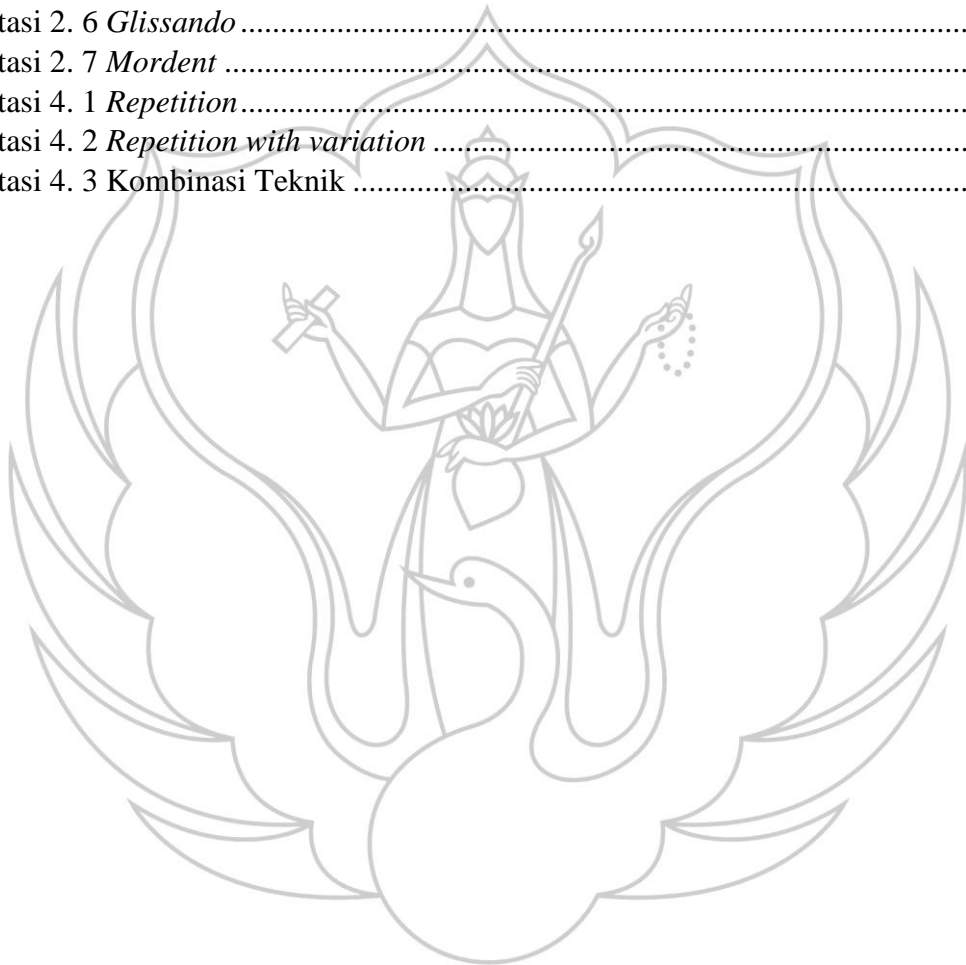 tasi 2. 6 Glissando ................................................................................................
tasi 2. 7 Mordent ..................................................................................................
tasi 4. 1 Repetition................................................................................................
tasi 4. 2 Repetition with variation ........................................................................
tasi 4. 3 Kombinasi Teknik ..................................................................................